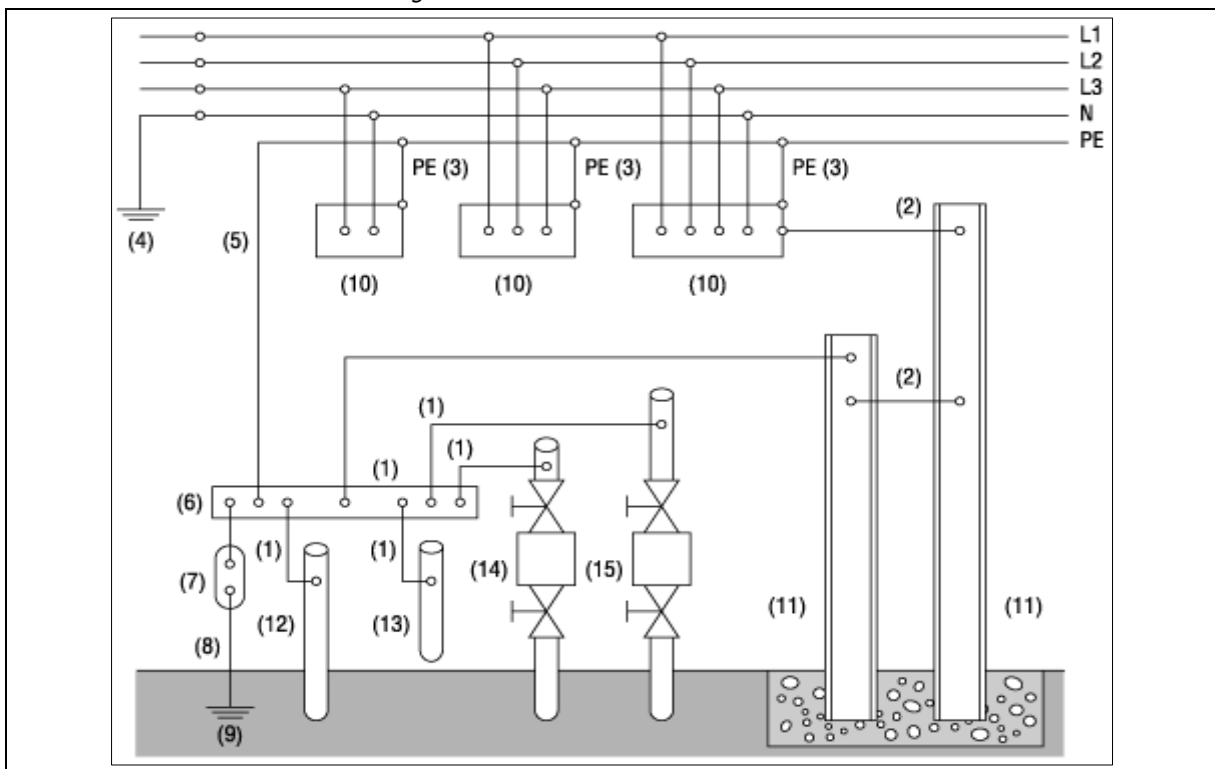 L1
L2
L3
N
PE
PE (3)
PE (3)
PE (3)
(2)
(4)
(5)
(10)
(10)
(10)
(2)
(1)
(1)
(1)
(6)
(1)
(1)
(14)
(15)
(7)
(11)
(11)
(12)
(13)
(8)
(9)